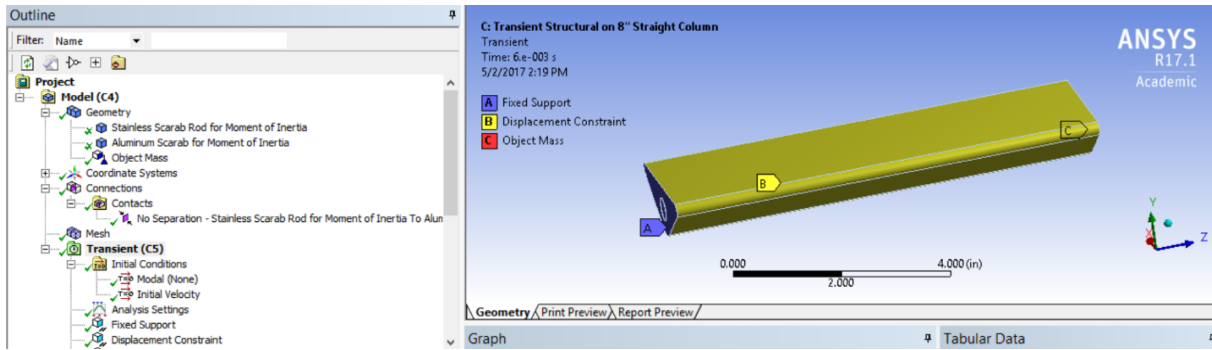 Outline
Filter: Name
Project
Model (C4)
Geometry
Stainless Scarab Rod for Moment of Inertia
Aluminum Scarab for Moment of Inertia
Object Mass
Coordinate Systems
Connections
Contacts
No Separation - Stainless Scarab Rod for Moment of Inertia To Alun
Mesh
Transient (C5)
Initial Conditions
Modal (None)
Initial Velocity
Analysis Settings
Fixed Support
Displacement Constraint
C: Transient Structural on 8" Straight Column
Transient
Time: 6.e-003 s
5/2/2017 2:19 PM
A Fixed Support
B Displacement Constraint
C Object Mass
ANSYS
R17.1
Academic
C
B
A
Y
X
Z
0.000 4.000 (in)
2.000
Geometry Print Preview Report Preview
Graph
Tabular Data